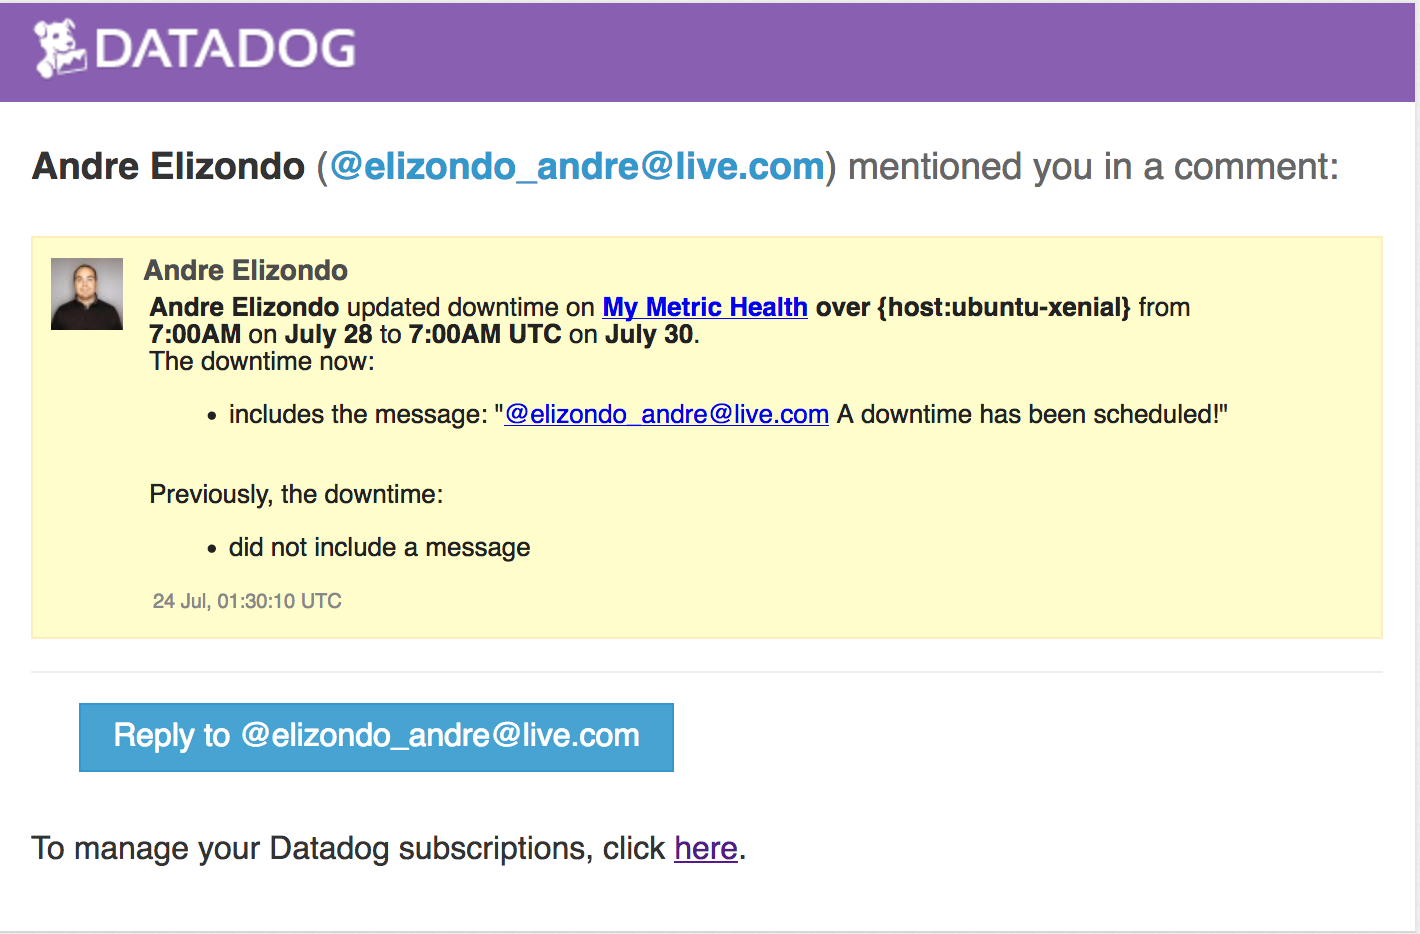 DATADOG
Andre Elizondo (@elizondo_andre@live.com) mentioned you in a comment:
Andre Elizondo
Andre Elizondo updated downtime on My Metric Health over {host:ubuntu-xenial} from
7:00AM on July 28 to 7:00AM UTC on July 30.
The downtime now:
• includes the message: "@elizondo_andre@live.com A downtime has been scheduled!"
Previously, the downtime:
• did not include a message
24 Jul, 01:30:10 UTC
Reply to @elizondo_andre@live.com
To manage your Datadog subscriptions, click here.